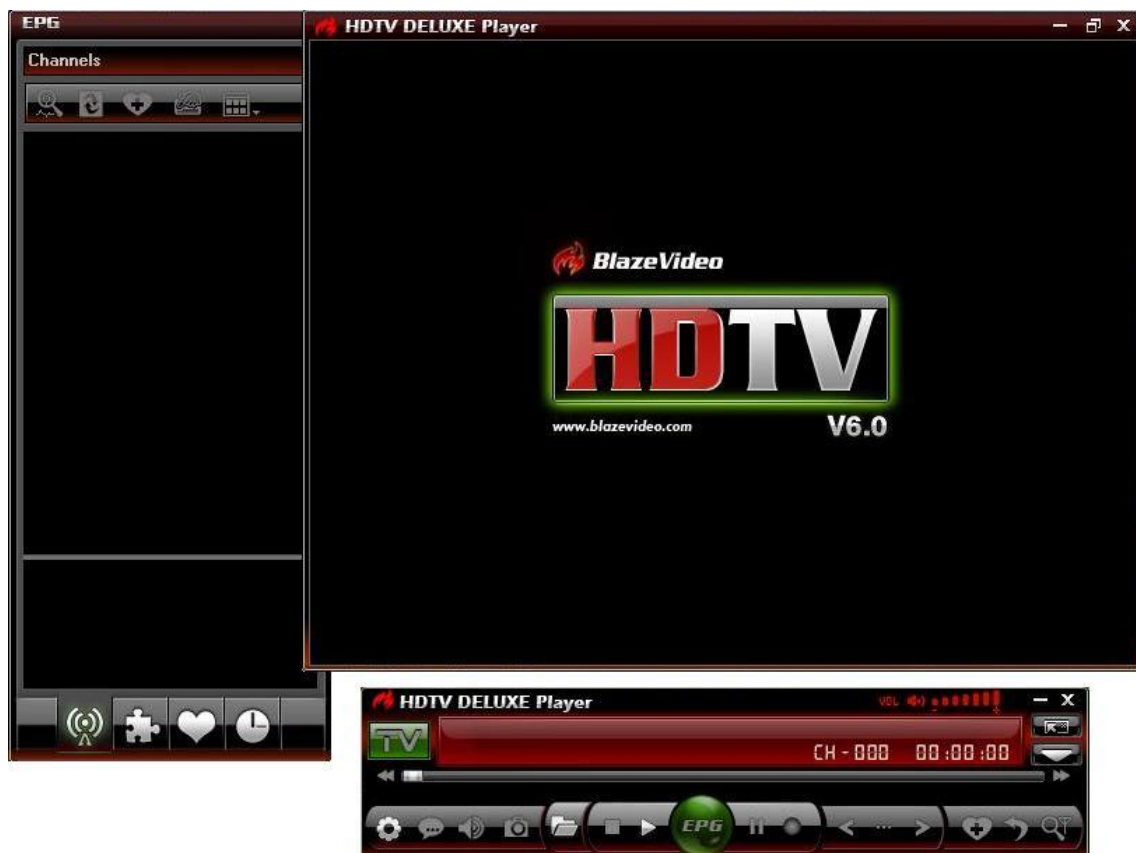 EPG
HDTV DELUXE Player
Channels
BlazeVideo
HDTV
www.blazevideo.com
V6.0
HDTV DELUXE Player
VOL
TV
CH - 000 00:00:00
EPG